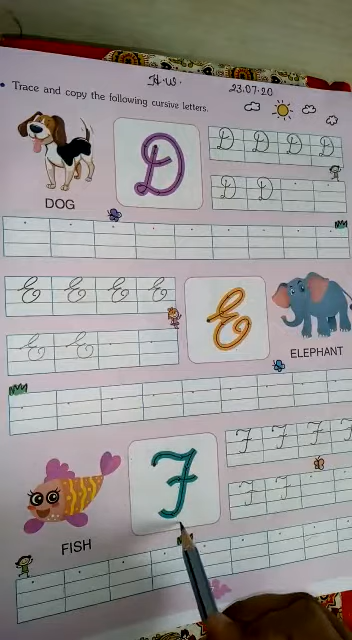 H.W. 23.07.20
Trace and copy the following cursive letters.
D
D D D D
D D
DOG
E E E E
E
E E
ELEPHANT
F F F F
F
F F
FISH